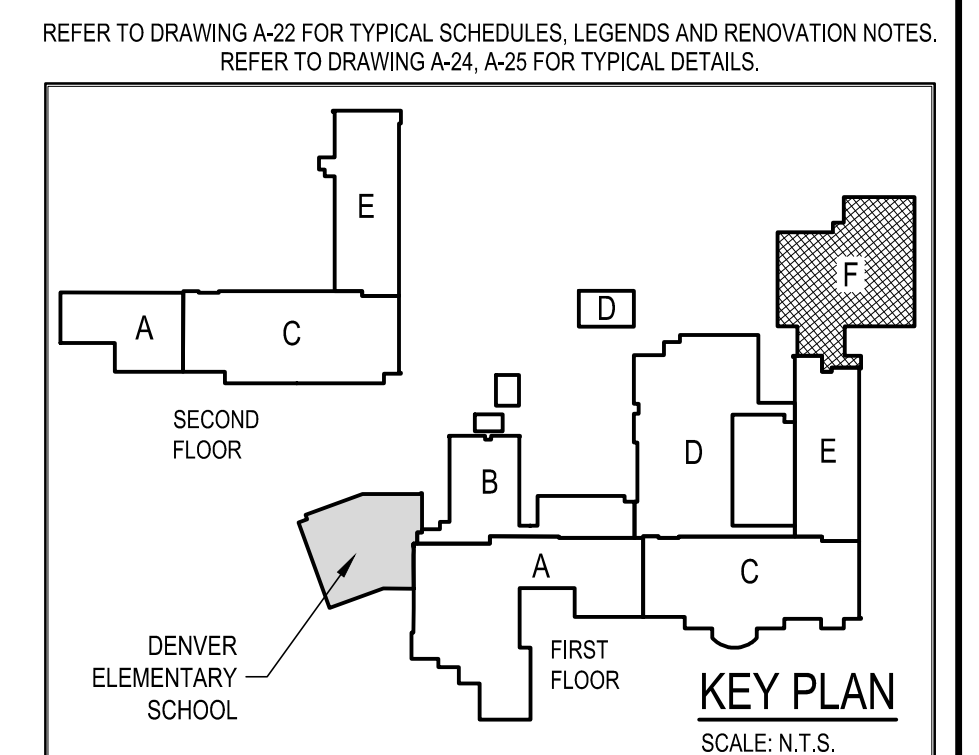 REFER TO DRAWING A-22 FOR TYPICAL SCHEDULES, LEGENDS AND RENOVATION NOTES.
REFER TO DRAWING A-24, A-25 FOR TYPICAL DETAILS.
E
A
C
SECOND
FLOOR
F
D
D
E
B
A
C
DENVER
ELEMENTARY
SCHOOL
FIRST
FLOOR
KEY PLAN
SCALE: N.T.S.